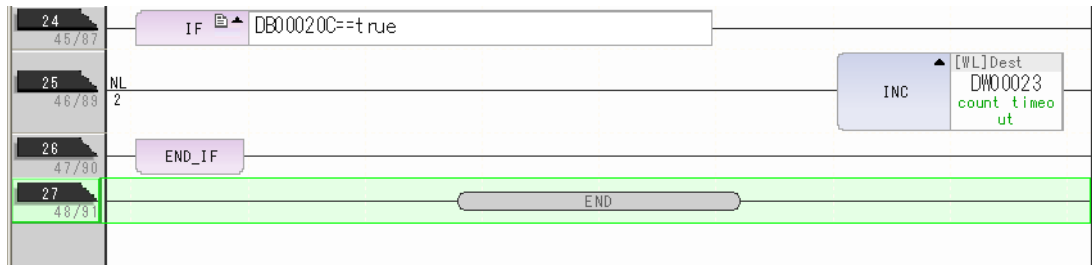 24
45/87
IF DB00020C==true
25
46/89
NL
2
INC
[WL]Dest
DW00023
count timeo
ut
26
47/90
END_IF
27
48/91
END